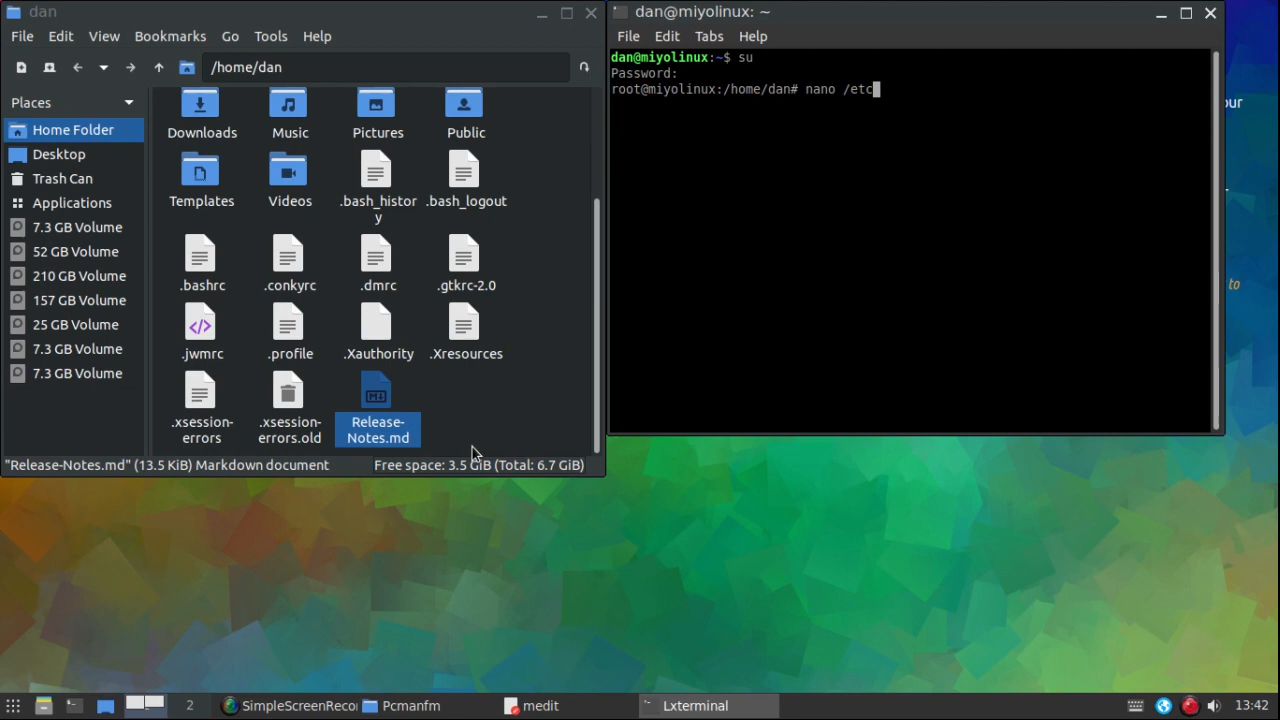 dan
File Edit View Bookmarks Go Tools Help
/home/dan
Places
Home Folder
Desktop
Trash Can
Applications
7.3 GB Volume
52 GB Volume
210 GB Volume
157 GB Volume
25 GB Volume
7.3 GB Volume
7.3 GB Volume
Downloads Music Pictures Public
Templates Videos .bash_histor .bash_logout
y
.bashrc .conkyrc .dmrc .gtkrc-2.0
.jwmrc .profile .Xauthority .Xresources
.xsession- .xsession- Release-
errors errors.old Notes.md
"Release-Notes.md" (13.5 KiB) Markdown document Free space: 3.5 GiB (Total: 6.7 GiB)
dan@miyolinux: ~
File Edit Tabs Help
dan@miyolinux:~$ su
Password:
root@miyolinux:/home/dan# nano /etc
our
to
2 SimpleScreenReco Pcmanfm medit Lxterminal 13:42